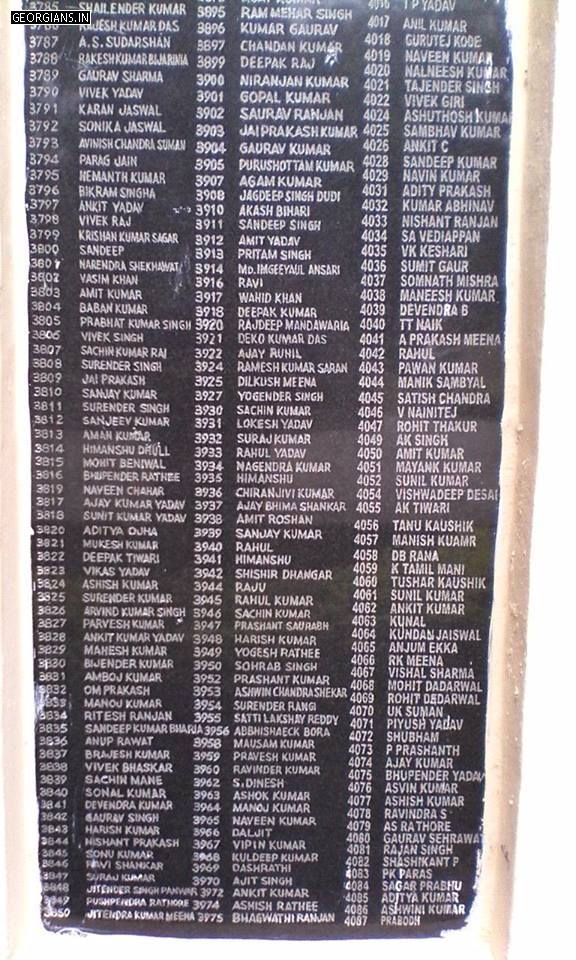 GEORGIANS.IN
3785 SHAILENDER KUMAR
RAJESH KUMAR DAS
3787 A.S. SUDARSHAN
3788 RAKESH KUMAR BIJARINIA
3789 GAURAV SHARMA
3790 VIVEK YADAV
3791 KARAN JASWAL
3792 SONIKA JASWAL
3793 AVINISH CHANDRA SUMAN
3794 PARAG JAIN
3795 HEMANTH KUMAR
3796 BIKRAM SINGHA
3797 ANKIT YADAV
3798 VIVEK RAJ
3799 KRISHAN KUMAR SAGAR
3800 SANDEEP
3801 NARENDRA SHEKHAWAT
3802 VASIM KHAN
3803 AMIT KUMAR
3804 BABAN KUMAR
3805 PRABHAT KUMAR SINGH
3806 VIVEK SINGH
3807 SACHIN KUMAR RAI
3808 SURENDER SINGH
3809 JAI PRAKASH
3810 SANJAY KUMAR
3811 SURENDER SINGH
3812 SANJEEV KUMAR
3813 AMAN KUMAR
3814 HIMANSHU DHULL
3815 MOHIT BENIWAL
3816 BHUPENDER RATHEE
3819 NAVEEN CHAHAR
3817 AJAY KUMAR YADAV
3818 SUNIT KUMAR YADAV
3820 ADITYA OJHA
3821 MUKESH KUMAR
3822 DEEPAK TIWARI
3823 VIKAS YADAV
3824 ASHISH KUMAR
3825 SURENDER KUMAR
3826 ARVIND KUMAR SINGH
3827 PARVESH KUMAR
3828 ANKIT KUMAR YADAV
3829 MAHESH KUMAR
3830 BIJENDER KUMAR
3831 AMBOJ KUMAR
3832 OM PRAKASH
3833 MANOJ KUMAR
3834 RITESH RANJAN
3835 SANDEEP KUMAR BHARIA
3836 ANUP RAWAT
3837 BRAJESH KUMAR
3838 VIVEK BHASKAR
3839 SACHIN MANE
3840 SONAL KUMAR
3841 DEVENDRA KUMAR
3842 GAURAV SINGH
3843 HARISH KUMAR
3844 NISHANT PRAKASH
3845 SONU KUMAR
3846 RAVI SHANKAR
3847 SURAJ KUMAR
3848 JITENDER SINGH PANWAR
3849 PUSHPENDRA RATHORE
3850 JITENDRA KUMAR MEENA
3895 RAM MEHAR SINGH
3896 KUMAR GAURAV
3897 CHANDAN KUMAR
3899 DEEPAK RAJ
3900 NIRANJAN KUMAR
3901 GOPAL KUMAR
3902 SAURAV RANJAN
3903 JAI PRAKASH KUMAR
3904 GAURAV KUMAR
3905 PURUSHOTTAM KUMAR
3907 AGAM KUMAR
3908 JAGDEEP SINGH DUDI
3910 AKASH BIHARI
3911 SANDEEP SINGH
3912 AMIT YADAV
3913 PRITAM SINGH
3914 MD. IMGEEYAUL ANSARI
3916 RAVI
3917 WAHID KHAN
3918 DEEPAK KUMAR
3920 RAJDEEP MANDAWARIA
3921 DEKO KUMAR DAS
3922 AJAY RUHIL
3924 RAMESH KUMAR SARAN
3925 DILKUSH MEENA
3927 YOGENDER SINGH
3930 SACHIN KUMAR
3931 LOKESH YADAV
3932 SURAJ KUMAR
3933 RAHUL YADAV
3934 NAGENDRA KUMAR
3935 HIMANSHU
3936 CHIRANJIVI KUMAR
3937 AJAY BHIMA SHANKAR
3938 AMIT ROSHAN
3939 SANJAY KUMAR
3940 RAHUL
3941 HIMANSHU
3942 SHISHIR DHANGAR
3944 RAJU
3945 RAHUL KUMAR
3946 SACHIN KUMAR
3947 PRASHANT SAURABH
3948 HARISH KUMAR
3949 YOGESH RATHEE
3950 SOHRAB SINGH
3952 PRASHANT KUMAR
3953 ASHWIN CHANDRA SHEKAR
3954 SURENDER RANGI
3955 SATTI LAKSHAY REDDY
3956 ABBHISHAECK BORA
3958 MAUSAM KUMAR
3959 PRAVESH KUMAR
3960 RAVINDER KUMAR
3962 S. DINESH
3963 ASHOK KUMAR
3964 MANOJ KUMAR
3965 NAVEEN KUMAR
3966 DALJIT
3967 VIPIN KUMAR
3968 KULDEEP KUMAR
3969 DASHRATHI
3970 AJIT SINGH
3972 ANKIT KUMAR
3974 ASHISH RATHEE
3975 BHAGWATHI RANJAN
4016 T P YADAV
4017 ANIL KUMAR
4018 GURUTEJ KODE
4019 NAVEEN KUMAR
4020 NALNEESH KUMAR
4021 TAJENDER SINGH
4022 VIVEK GIRI
4024 ASHUTHOSH KUMAR
4025 SAMBHAV KUMAR
4026 ANKIT C
4028 SANDEEP KUMAR
4029 NAVIN KUMAR
4031 ADITY PRAKASH
4032 KUMAR ABHINAV
4033 NISHANT RANJAN
4034 SA VEDIAPPAN
4035 VK KESHARI
4036 SUMIT GAUR
4037 SOMNATH MISHRA
4038 MANEESH KUMAR
4039 DEVENDRA B
4040 TT NAIK
4041 A PRAKASH MEENA
4042 RAHUL
4043 PAWAN KUMAR
4044 MANIK SAMBYAL
4045 SATISH CHANDRA
4046 V NAINITEJ
4047 ROHIT THAKUR
4049 AK SINGH
4050 AMIT KUMAR
4051 MAYANK KUMAR
4052 SUNIL KUMAR
4054 VISHWADEEP DESAI
4055 AK TIWARI
4056 TANU KAUSHIK
4057 MANISH KUAMR
4058 DB RANA
4059 K TAMIL MANI
4060 TUSHAR KAUSHIK
4061 SUNIL KUMAR
4062 ANKIT KUMAR
4063 KUNAL
4064 KUNDAN JAISWAL
4065 ANJUM EKKA
4066 RK MEENA
4067 VISHAL SHARMA
4068 MOHIT DADARWAL
4069 ROHIT DEDARWAL
4070 UK SUMAN
4071 PIYUSH YADAV
4072 SHUBHAM
4073 P PRASHANTH
4074 AJAY KUMAR
4075 BHUPENDER YADAV
4076 ASVIN KUMAR
4077 ASHISH KUMAR
4078 RAVINDRA S
4079 AS RATHORE
4080 GAURAV SEHRAWAT
4081 RAJAN SINGH
4082 SHASHIKANT P
4083 PK PARAS
4084 SAGAR PRABHU
4085 ADITYA KUMAR
4086 ASHWINI KUMAR
4087 PRABODH